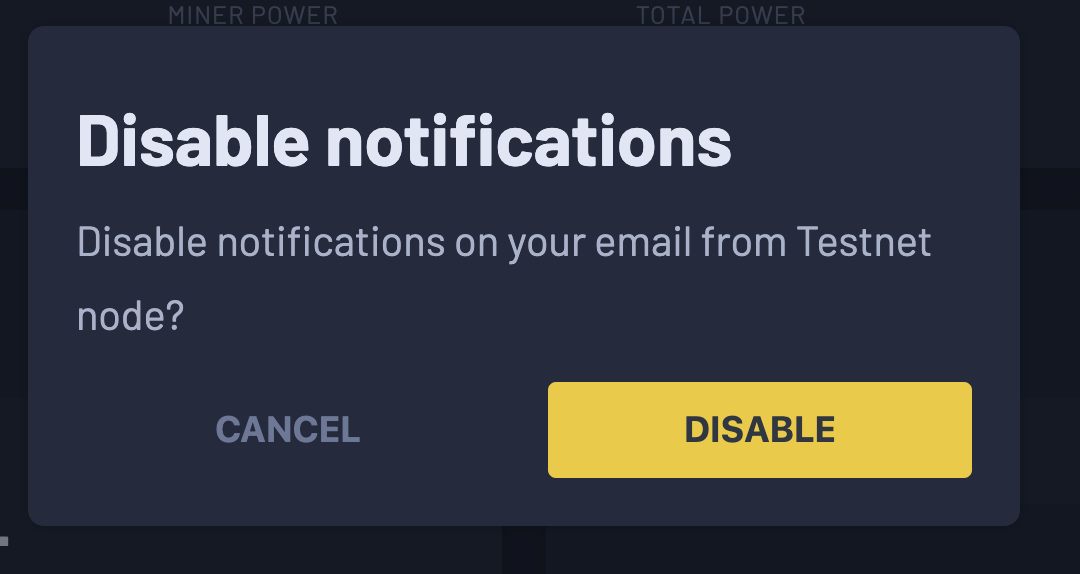 MINER POWER
TOTAL POWER
Disable notifications
Disable notifications on your email from Testnet
node?
CANCEL
DISABLE